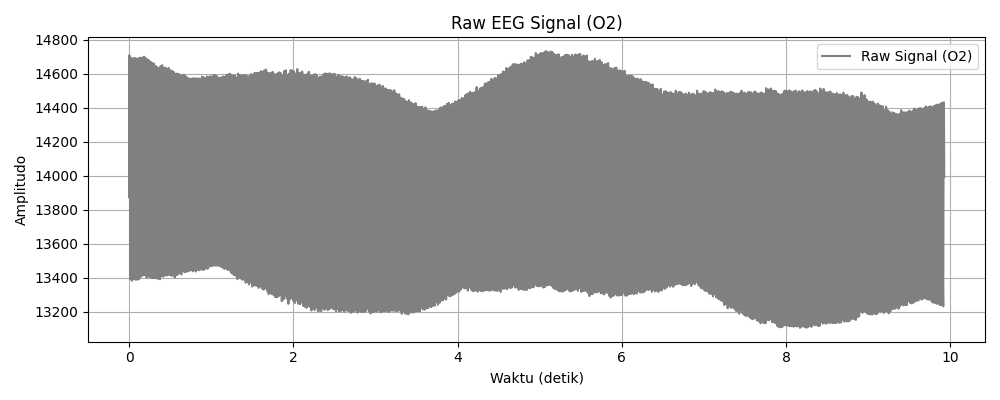 Raw EEG Signal (O2)
14800
14600
14400
14200
14000
13800
13600
13400
13200
Amplitudo
Raw Signal (O2)
0 2 4 6 8 10
Waktu (detik)